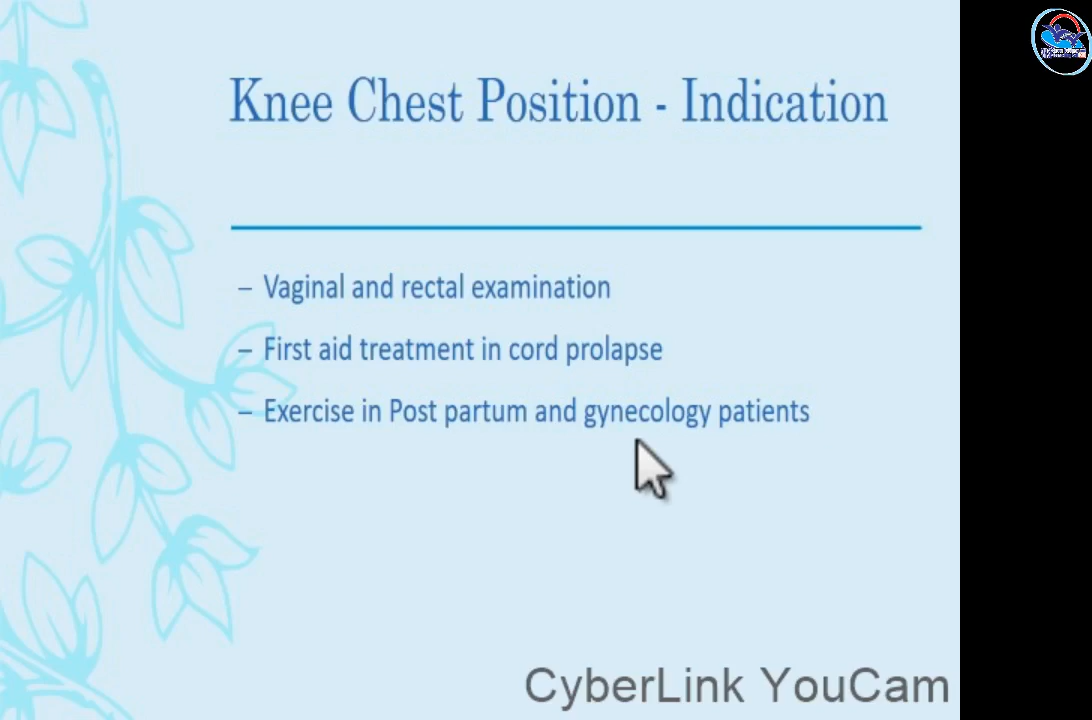 Knee Chest Position - Indication
– Vaginal and rectal examination
– First aid treatment in cord prolapse
– Exercise in Post partum and gynecology patients
CyberLink YouCam